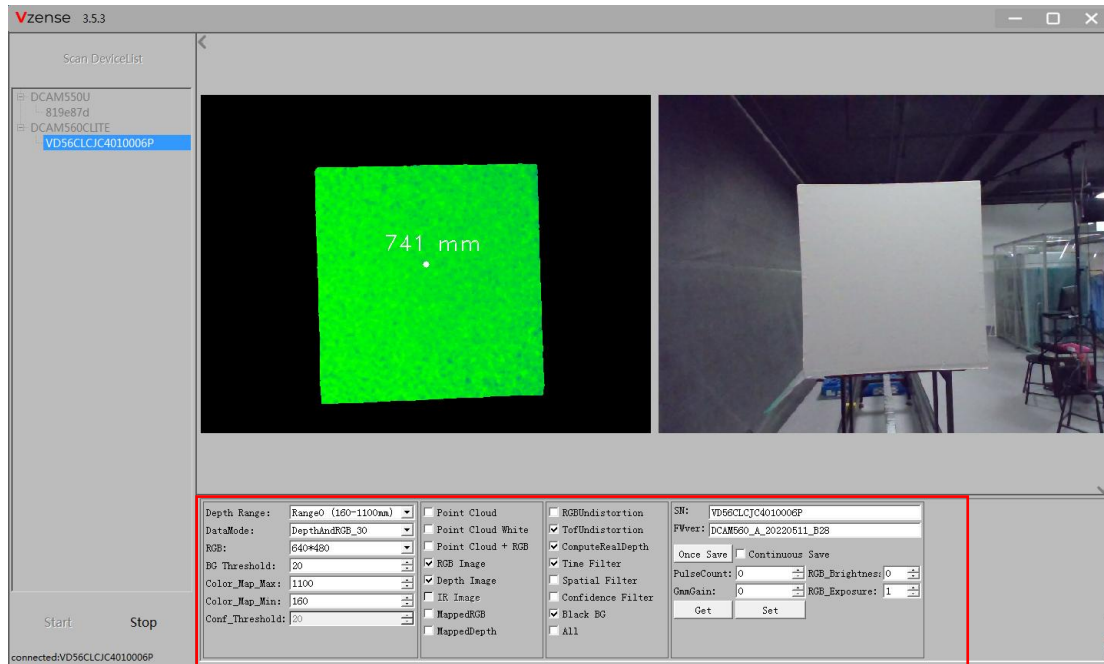 Vzense 3.5.3
Scan DeviceList
DCAM550U
819e87d
DCAM560CLITE
VD56CLCJC4010006P
741 mm
Depth Range: Range0 (160-1100mm)
DataMode: DepthAndRGB_30
RGB: 640*480
BG Threshold: 20
Color_Map_Max: 1100
Color_Map_Min: 160
Conf_Threshold: 20
Point Cloud
Point Cloud White
Point Cloud + RGB
RGB Image
Depth Image
IR Image
MappedRGB
MappedDepth
RGBUndistortion
TofUndistortion
ComputeRealDepth
Time Filter
Spatial Filter
Confidence Filter
Black BG
All
SN: VD56CLCJC4010006P
FWver: DCAM560_A_20220511_B28
Once Save Continuous Save
PulseCount: 0 RGB_Brightnes: 0
GmmGain: 0 RGB_Exposure: 1
Get Set
Start Stop
connected:VD56CLCJC4010006P